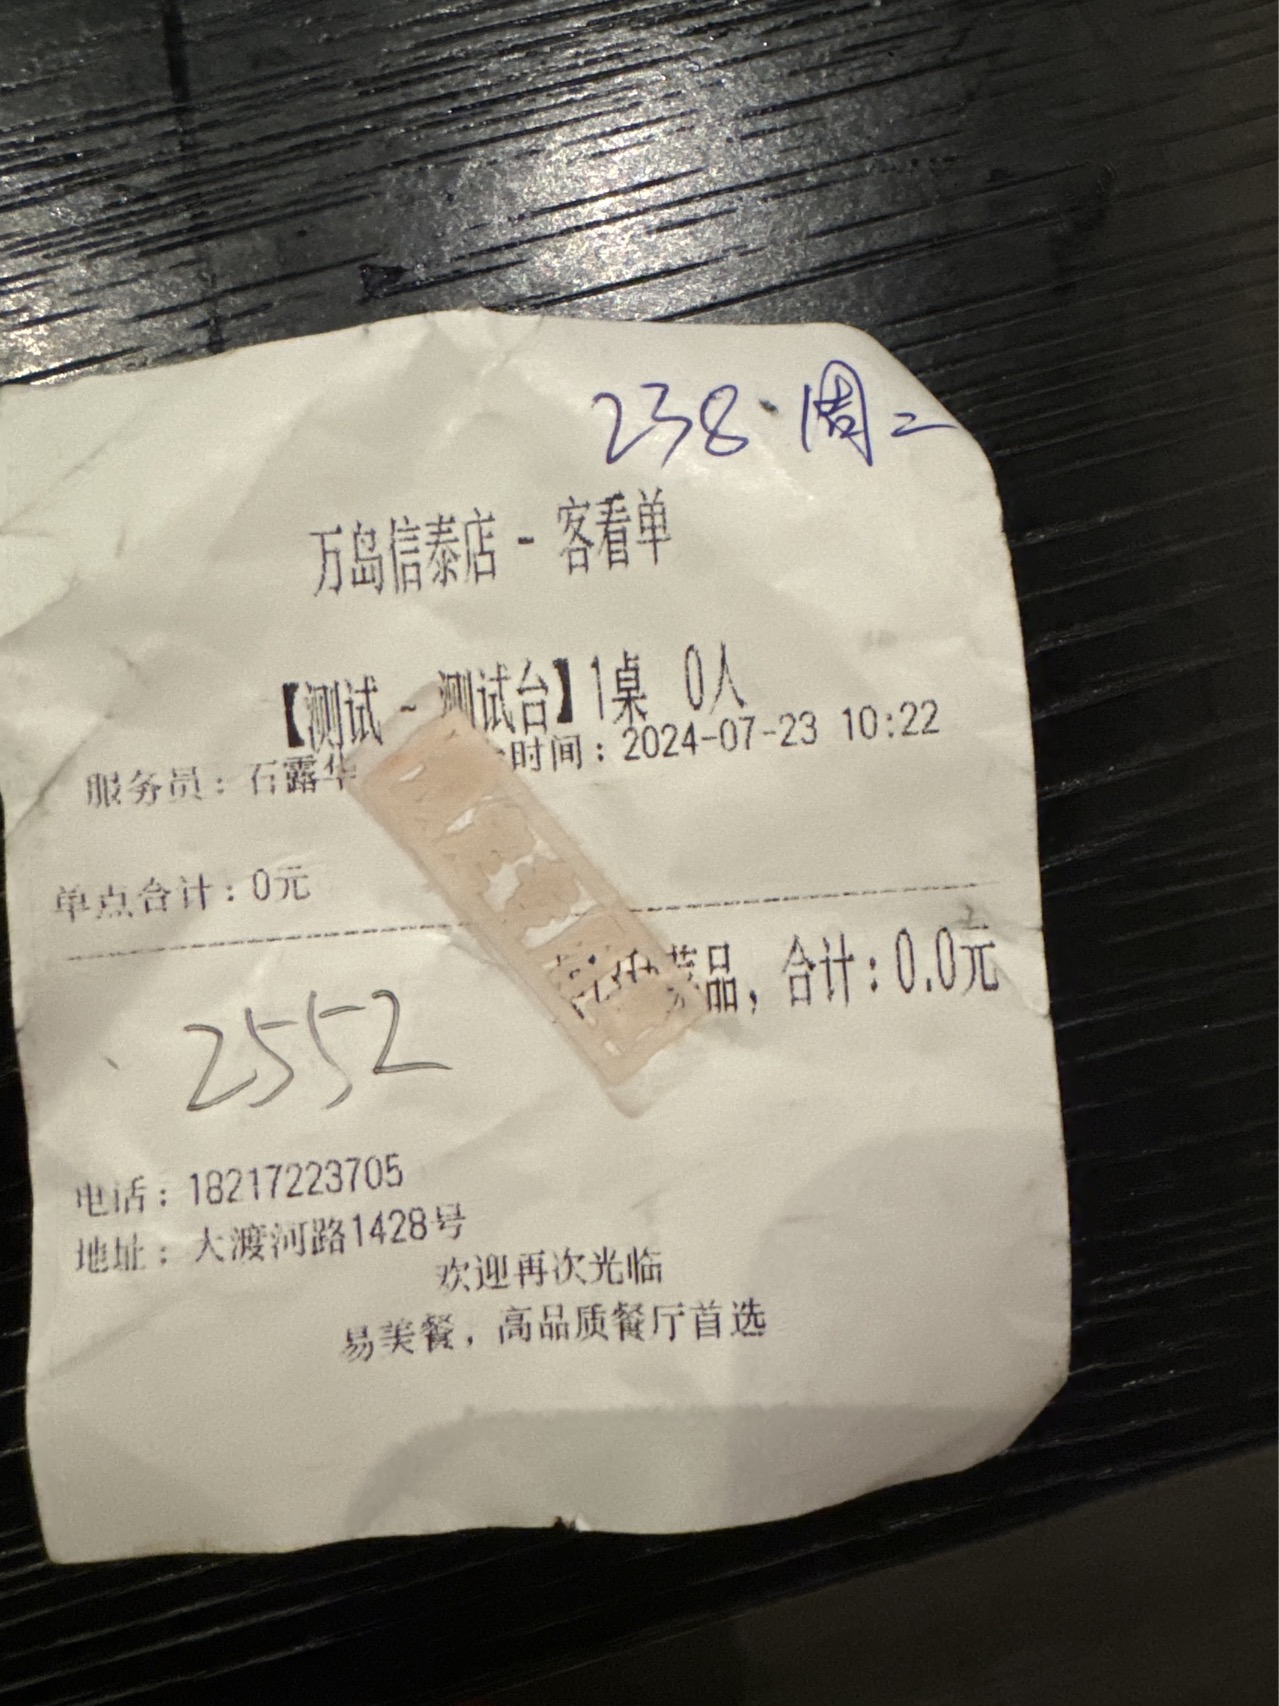 238·周二
万岛信泰店 - 客看单
【测试 ~ 测试台】1桌 0人
服务员：石露华 时间：2024-07-23 10:22
单点合计：0元
菜品，合计：0.0元
2552
电话：18217223705
地址：大渡河路1428号
欢迎再次光临
易美餐，高品质餐厅首选